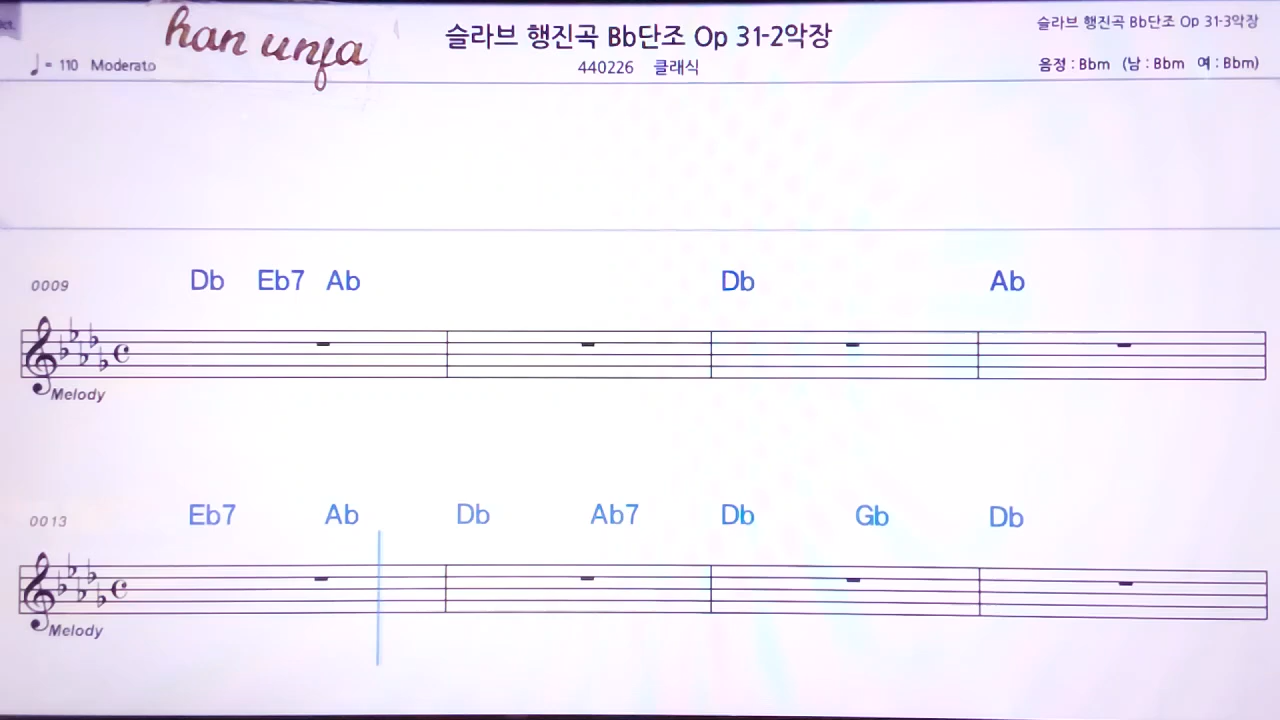 han unfa
슬라브 행진곡 Bb단조 Op 31-2악장
슬라브 행진곡 Bb단조 Op 31-3악장
♩= 110 Moderato
440226 클래식
음정 : Bbm (남 : Bbm 여 : Bbm)
0009 Db Eb7 Ab Db Ab
Melody
0013 Eb7 Ab Db Ab7 Db Gb Db
Melody